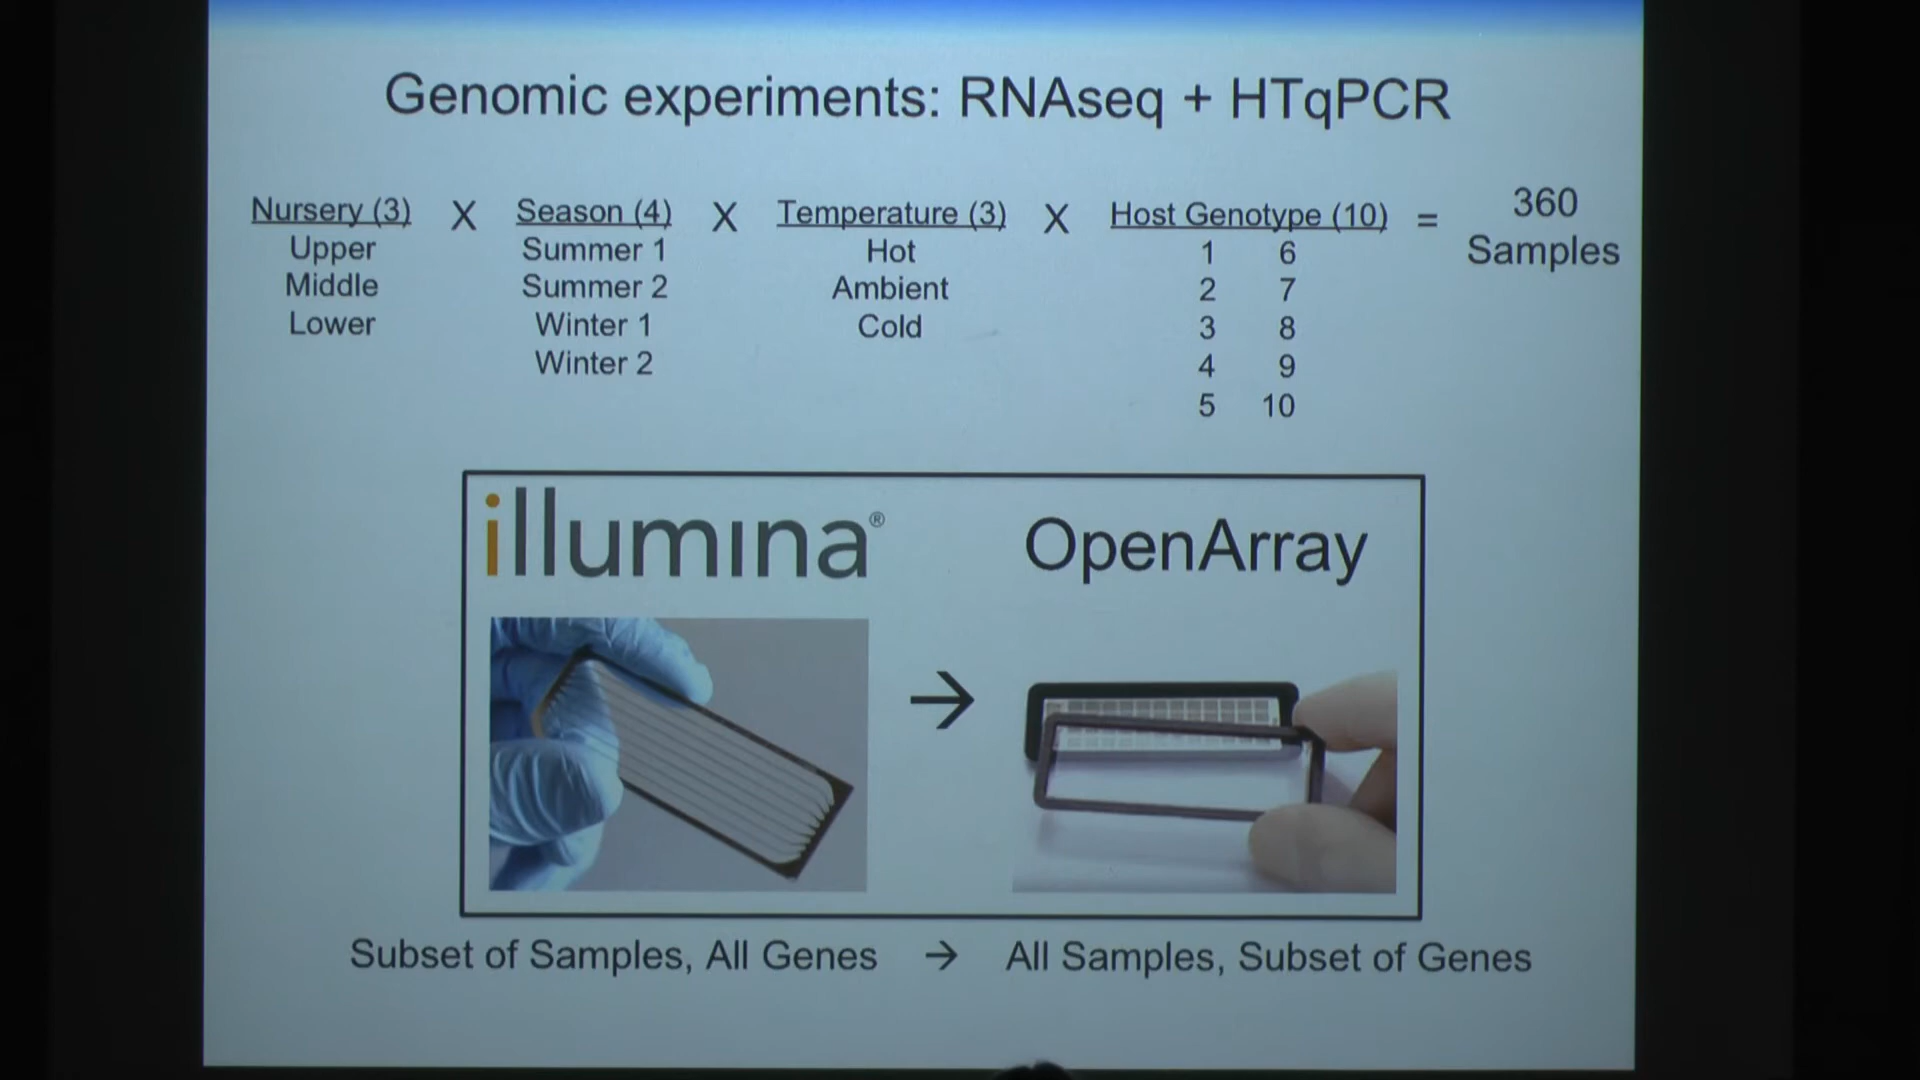 Genomic experiments: RNAseq + HTqPCR
Nursery (3) X Season (4) X Temperature (3) X Host Genotype (10) = 360 Samples
Upper
Middle
Lower
Summer 1
Summer 2
Winter 1
Winter 2
Hot
Ambient
Cold
1 6
2 7
3 8
4 9
5 10
illumina®
OpenArray
→
Subset of Samples, All Genes → All Samples, Subset of Genes